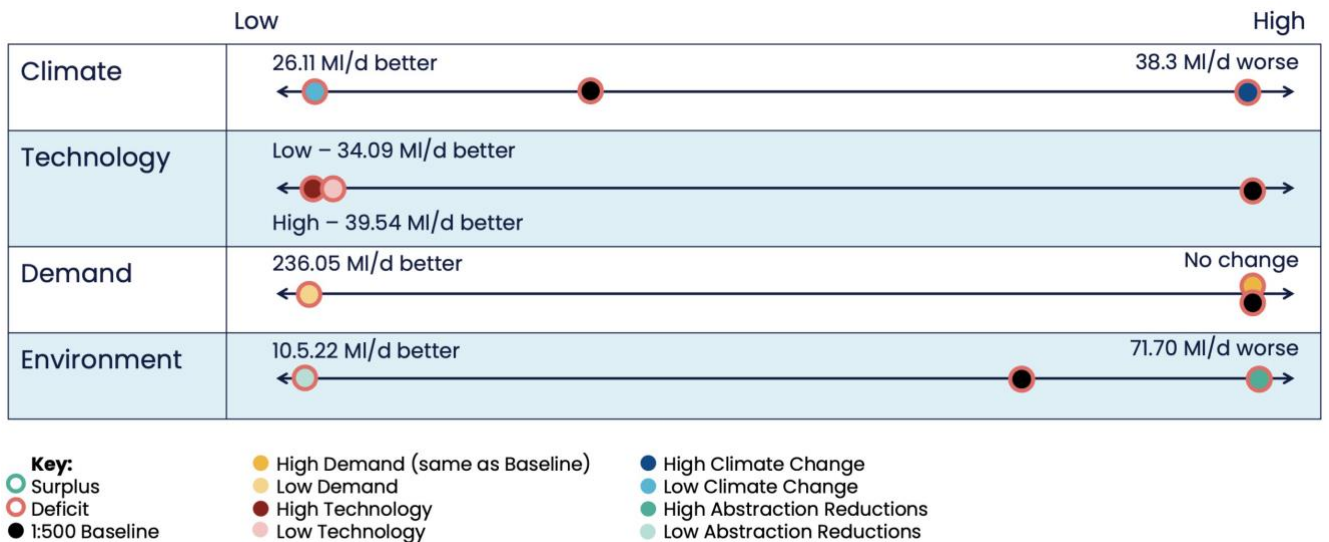 Low High
Climate
26.11 Ml/d better 38.3 Ml/d worse
Technology
Low – 34.09 Ml/d better
High – 39.54 Ml/d better
Demand
236.05 Ml/d better No change
Environment
10.5.22 Ml/d better 71.70 Ml/d worse
Key:
Surplus
Deficit
1:500 Baseline
High Demand (same as Baseline)
Low Demand
High Technology
Low Technology
High Climate Change
Low Climate Change
High Abstraction Reductions
Low Abstraction Reductions